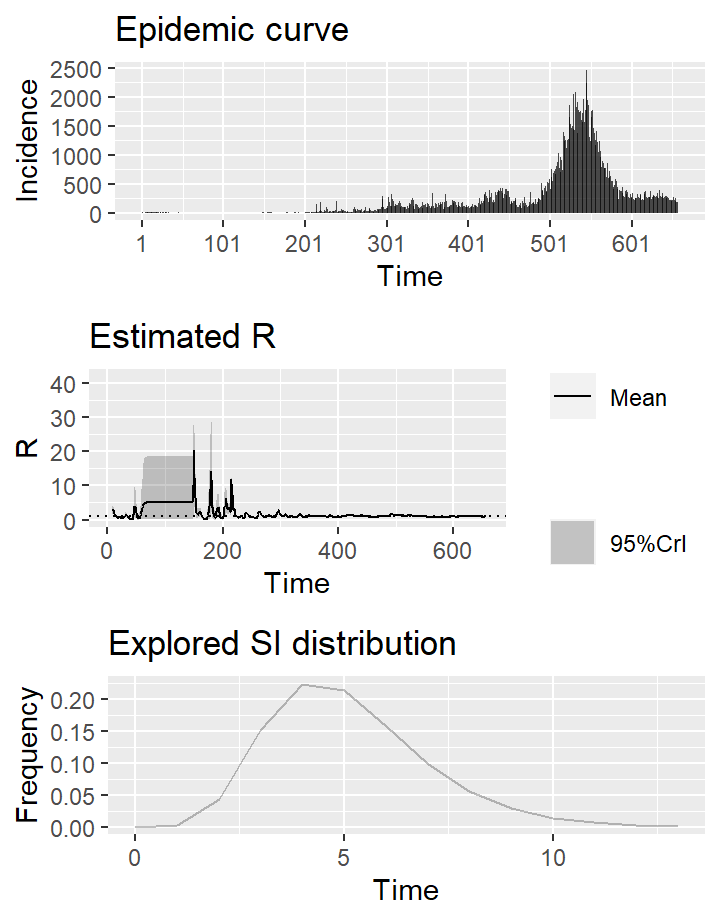 Epidemic curve
Incidence
2500
2000
1500
1000
500
0
1 101 201 301 401 501 601
Time
Estimated R
R
40
30
20
10
0
0 200 400 600
Time
Mean
95%CrI
Explored SI distribution
Frequency
0.20
0.15
0.10
0.05
0.00
0 5 10
Time